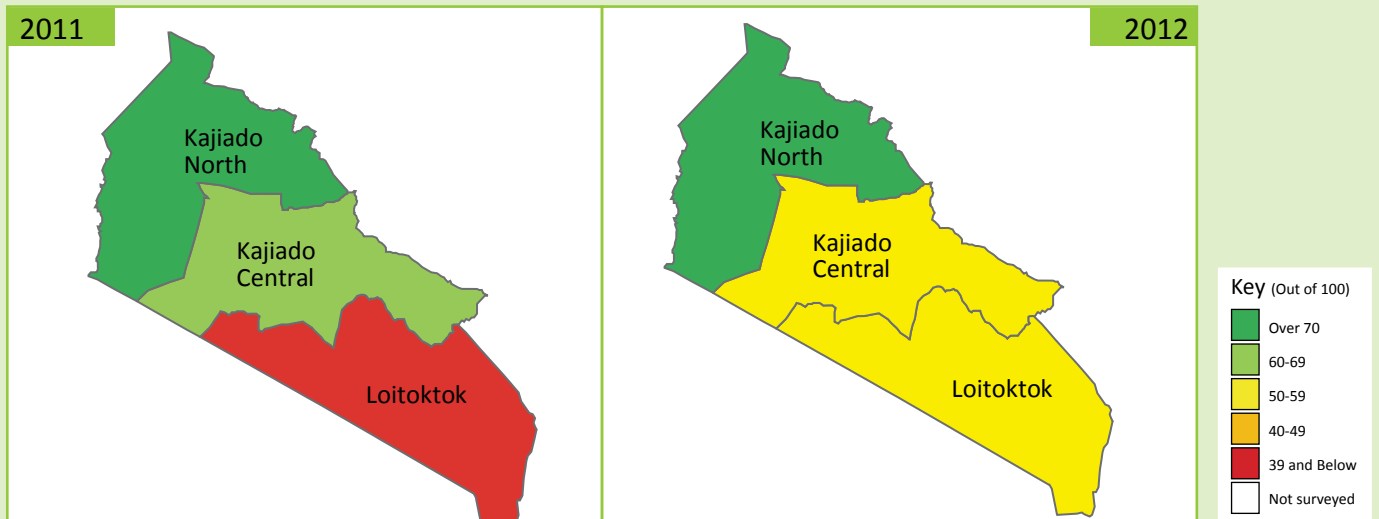 2011
2012
Kajiado
North
Kajiado
Central
Loitoktok
Kajiado
North
Kajiado
Central
Loitoktok
Key (Out of 100)
Over 70
60-69
50-59
40-49
39 and Below
Not surveyed